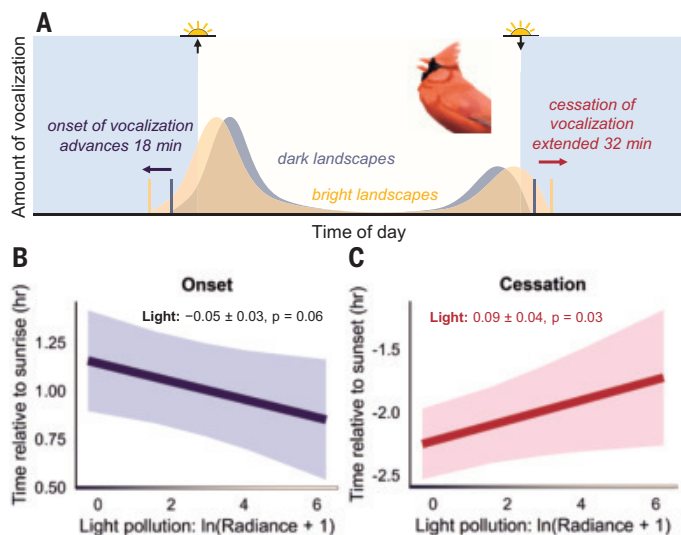 A
Amount of vocalization
onset of vocalization
advances 18 min
dark landscapes
bright landscapes
cessation of
vocalization
extended 32 min
Time of day
B
Onset
Time relative to sunrise (hr)
Light: −0.05 ± 0.03, p = 0.06
1.25
1.00
0.75
0.50
0
2
4
6
Light pollution: ln(Radiance + 1)
C
Cessation
Time relative to sunset (hr)
Light: 0.09 ± 0.04, p = 0.03
-1.5
-2.0
-2.5
0
2
4
6
Light pollution: ln(Radiance + 1)